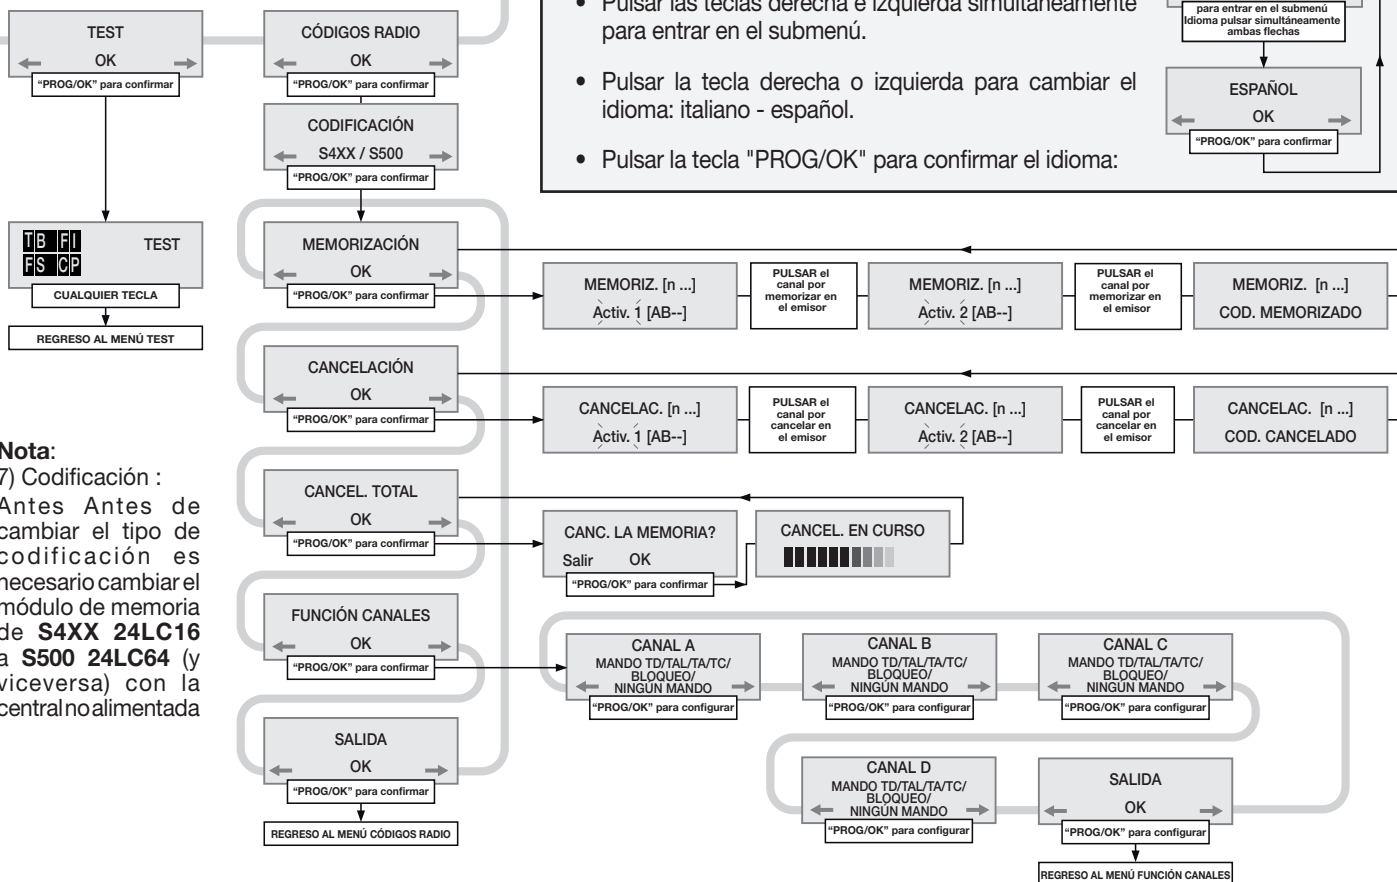 • Pulsar las teclas derecha e izquierda simultáneamente
para entrar en el submenú.
• Pulsar la tecla derecha o izquierda para cambiar el
idioma: italiano - español.
• Pulsar la tecla "PROG/OK" para confirmar el idioma:
para entrar en el submenú
Idioma pulsar simultáneamente
ambas flechas
ESPAÑOL
OK
“PROG/OK” para confirmar
TEST
OK
“PROG/OK” para confirmar
TB FI
FS CP
TEST
CUALQUIER TECLA
REGRESO AL MENÚ TEST
Nota:
7) Codificación :
Antes Antes de
cambiar el tipo de
codificación es
necesario cambiar el
módulo de memoria
de S4XX 24LC16
a S500 24LC64 (y
viceversa) con la
central no alimentada
CÓDIGOS RADIO
OK
“PROG/OK” para confirmar
CODIFICACIÓN
S4XX / S500
“PROG/OK” para confirmar
MEMORIZACIÓN
OK
“PROG/OK” para confirmar
MEMORIZ. [n ...]
Activ. 1 [AB--]
PULSAR el
canal por
memorizar en
el emisor
MEMORIZ. [n ...]
Activ. 2 [AB--]
PULSAR el
canal por
memorizar en
el emisor
MEMORIZ. [n ...]
COD. MEMORIZADO
CANCELACIÓN
OK
“PROG/OK” para confirmar
CANCELAC. [n ...]
Activ. 1 [AB--]
PULSAR el
canal por
cancelar en
el emisor
CANCELAC. [n ...]
Activ. 2 [AB--]
PULSAR el
canal por
cancelar en
el emisor
CANCELAC. [n ...]
COD. CANCELADO
CANCEL. TOTAL
OK
“PROG/OK” para confirmar
CANC. LA MEMORIA?
Salir OK
“PROG/OK” para confirmar
CANCEL. EN CURSO
FUNCIÓN CANALES
OK
“PROG/OK” para confirmar
CANAL A
MANDO TD/TAL/TA/TC/
BLOQUEO/
NINGÚN MANDO
“PROG/OK” para configurar
CANAL B
MANDO TD/TAL/TA/TC/
BLOQUEO/
NINGÚN MANDO
“PROG/OK” para configurar
CANAL C
MANDO TD/TAL/TA/TC/
BLOQUEO/
NINGÚN MANDO
“PROG/OK” para configurar
CANAL D
MANDO TD/TAL/TA/TC/
BLOQUEO/
NINGÚN MANDO
“PROG/OK” para configurar
SALIDA
OK
“PROG/OK” para configurar
REGRESO AL MENÚ FUNCIÓN CANALES
SALIDA
OK
“PROG/OK” para confirmar
REGRESO AL MENÚ CÓDIGOS RADIO